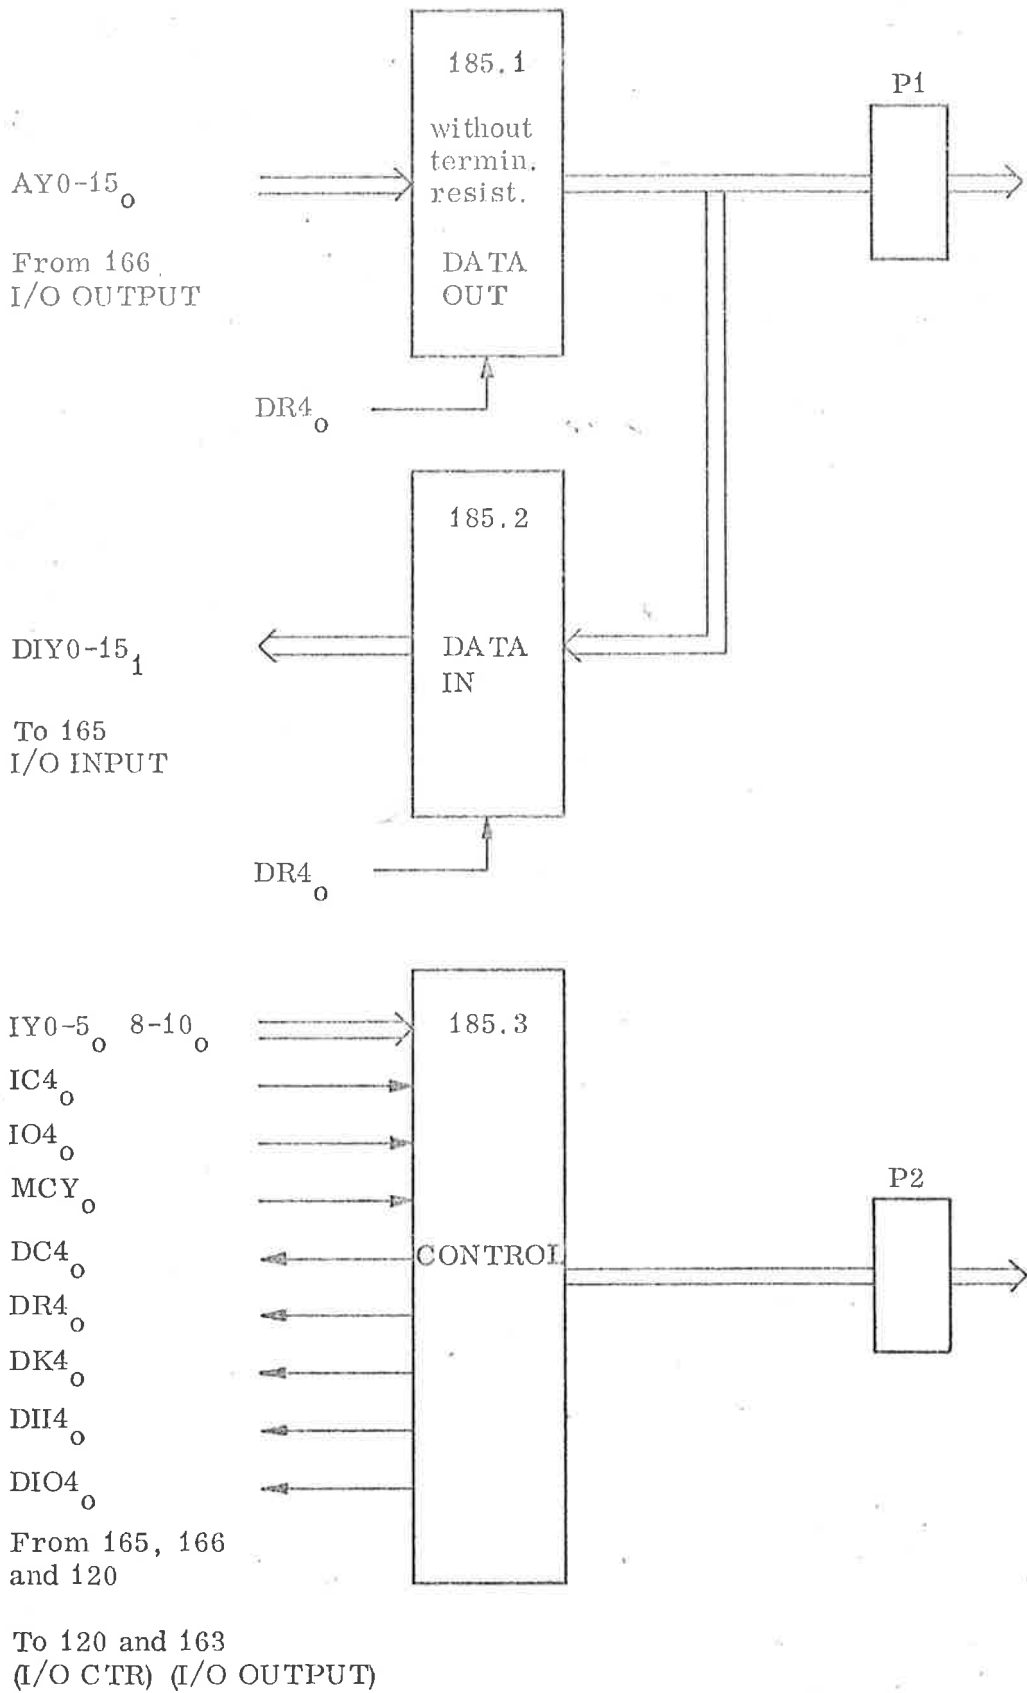 185.1
P1
without
termin.
resist.
AY0-15o
From 166
I/O OUTPUT
DATA
OUT
DR4o
185.2
DIY0-151
DATA
IN
To 165
I/O INPUT
DR4o
IY0-5o 8-10o
185.3
IC4o
IO4o
MCYo
P2
DC4o
CONTROL
DR4o
DK4o
DII4o
DIO4o
From 165, 166
and 120
To 120 and 163
(I/O CTR) (I/O OUTPUT)